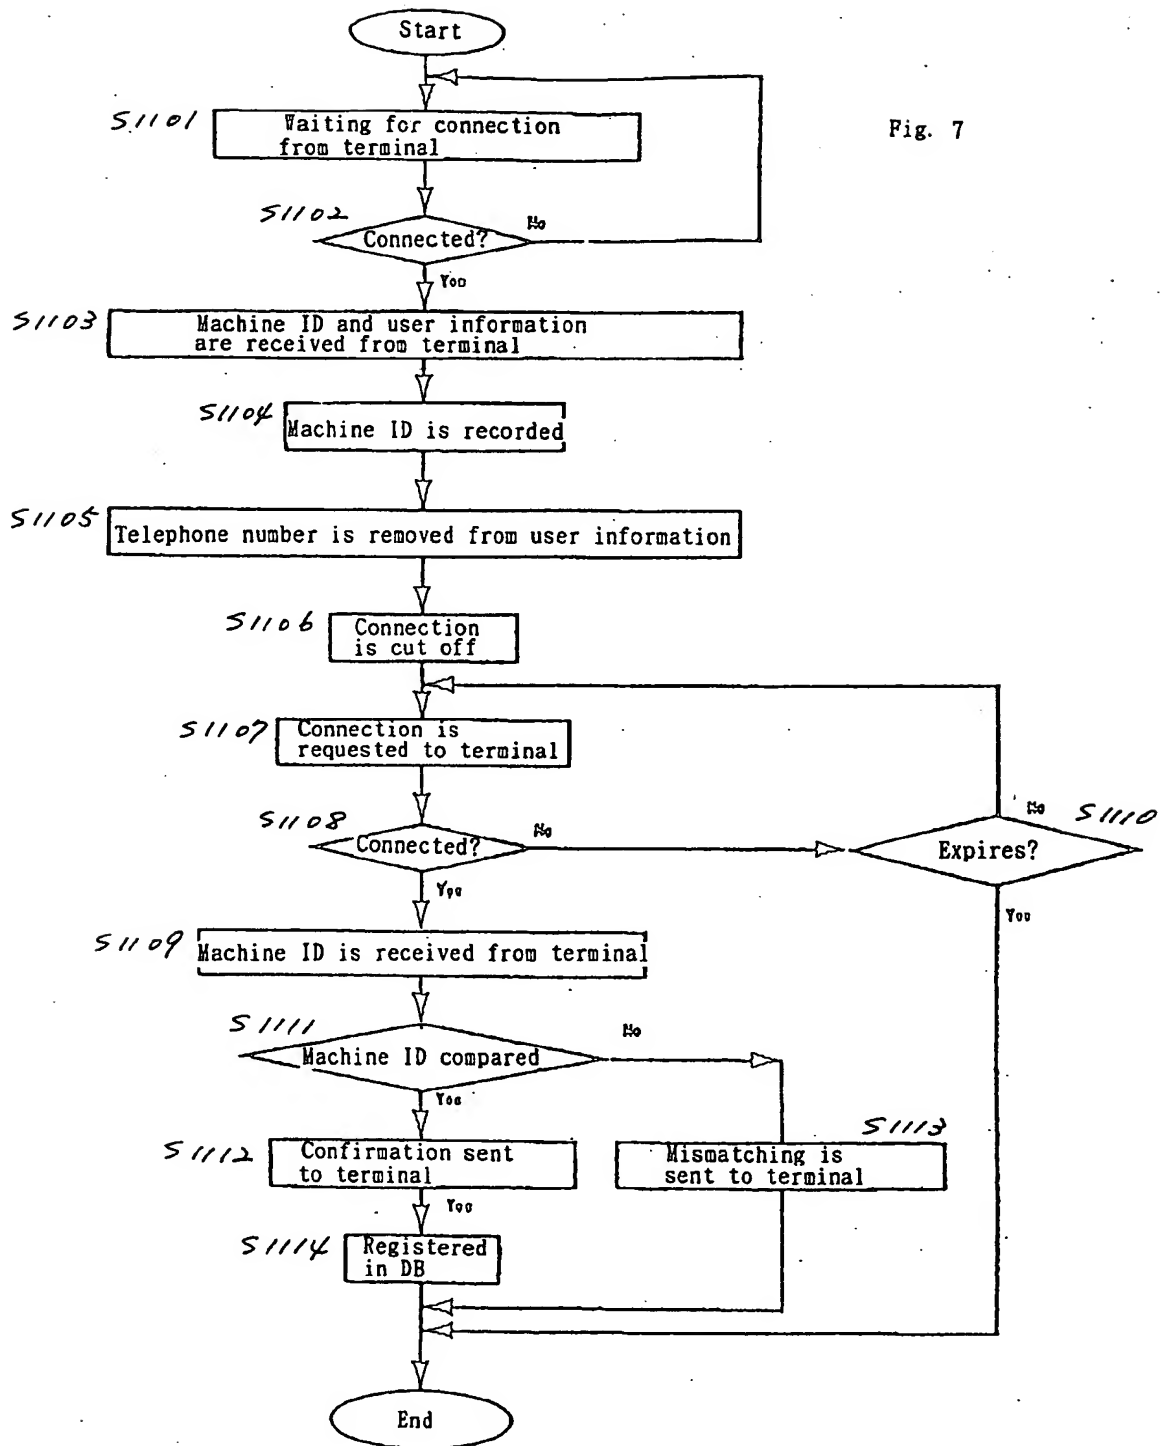 Start
S1101
Waiting for connection
from terminal
Fig. 7
S1102
Connected?
No
Yes
S1103
Machine ID and user information
are received from terminal
S1104
Machine ID is recorded
S1105
Telephone number is removed from user information
S1106
Connection
is cut off
S1107
Connection is
requested to terminal
S1108
Connected?
No
No
S1110
Expires?
Yes
Yes
S1109
Machine ID is received from terminal
S1111
Machine ID compared
No
Yes
S1112
Confirmation sent
to terminal
S1113
Mismatching is
sent to terminal
Yes
S1114
Registered
in DB
End